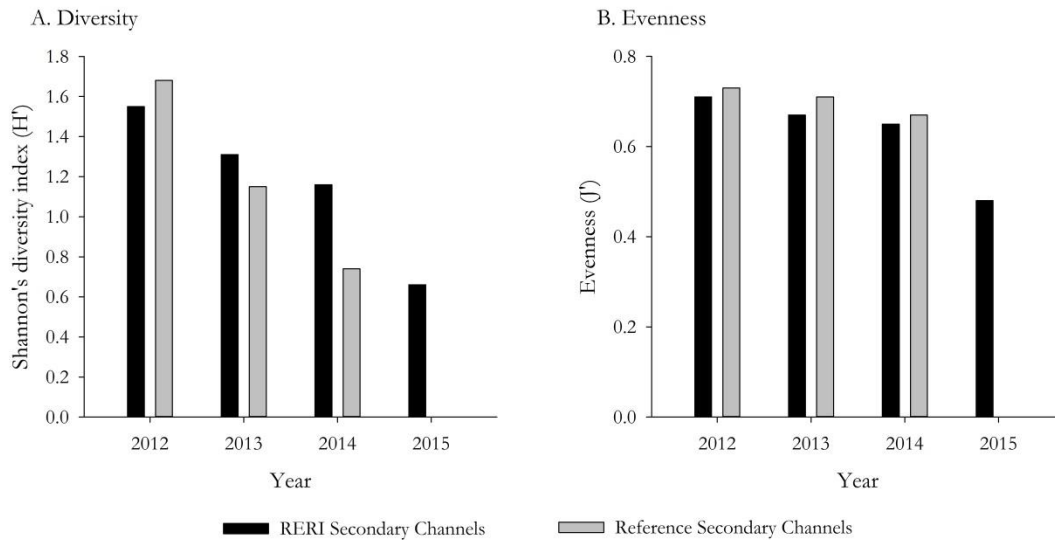 A. Diversity
Shannon's diversity index (H')
1.8
1.6
1.4
1.2
1.0
0.8
0.6
0.4
0.2
0.0
2012
2013
2014
2015
Year
B. Evenness
Evenness (J')
0.8
0.6
0.4
0.2
0.0
2012
2013
2014
2015
Year
RERI Secondary Channels
Reference Secondary Channels